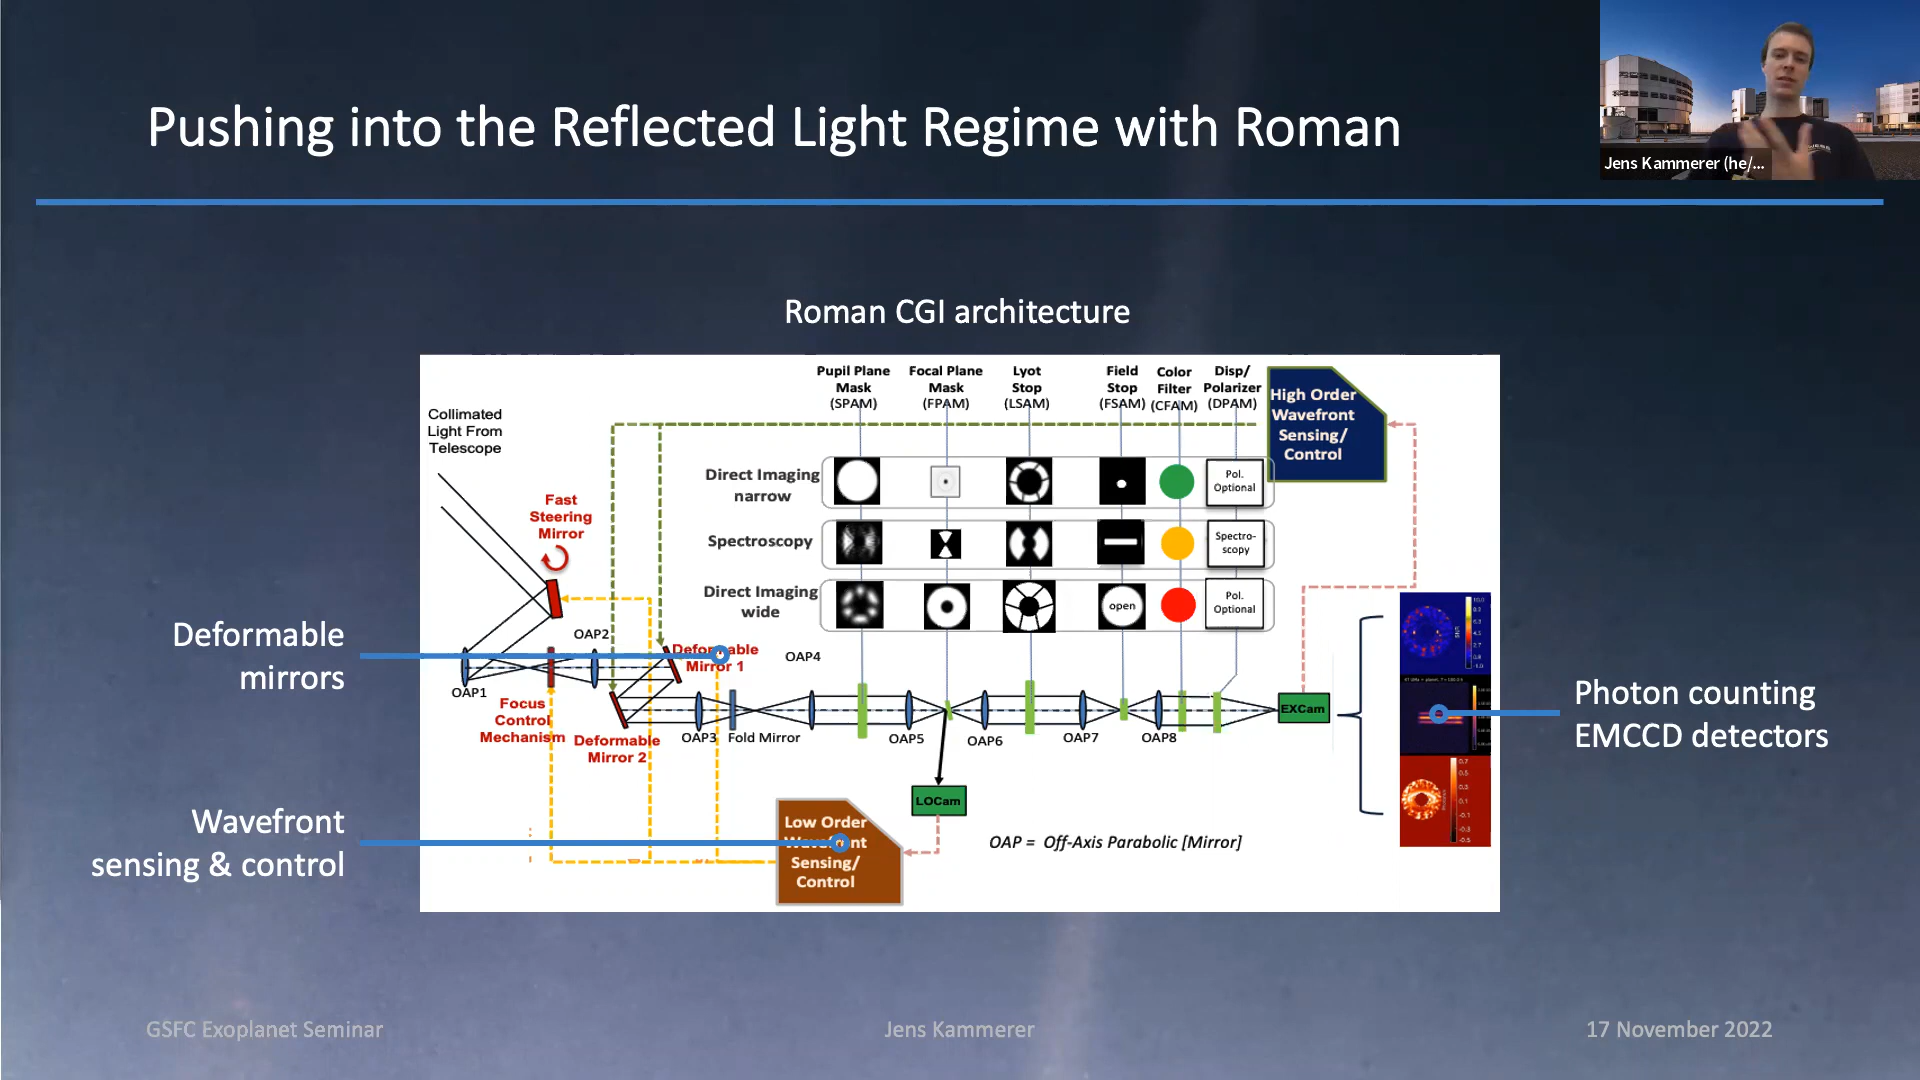 Pushing into the Reflected Light Regime with Roman
Jens Kammerer (he/...
Roman CGI architecture
Pupil Plane
Mask
(SPAM)
Focal Plane
Mask
(FPAM)
Lyot
Stop
(LSAM)
Field
Stop
(FSAM)
Color
Filter
(CFAM)
Disp/
Polarizer
(DPAM)
High Order
Wavefront
Sensing/
Control
Collimated
Light From
Telescope
Direct Imaging
narrow
Pol.
Optional
Fast
Steering
Mirror
Spectroscopy
Spectro-
scopy
Direct Imaging
wide
open
Pol.
Optional
Deformable
mirrors
OAP1
OAP2
Deformable
Mirror 1
OAP4
Focus
Control
Mechanism
Deformable
Mirror 2
OAP3
Fold Mirror
OAP5
OAP6
OAP7
OAP8
EXCam
Photon counting
EMCCD detectors
LOCam
Wavefront
sensing & control
Low Order
Wavefront
Sensing/
Control
OAP = Off-Axis Parabolic [Mirror]
GSFC Exoplanet Seminar
Jens Kammerer
17 November 2022